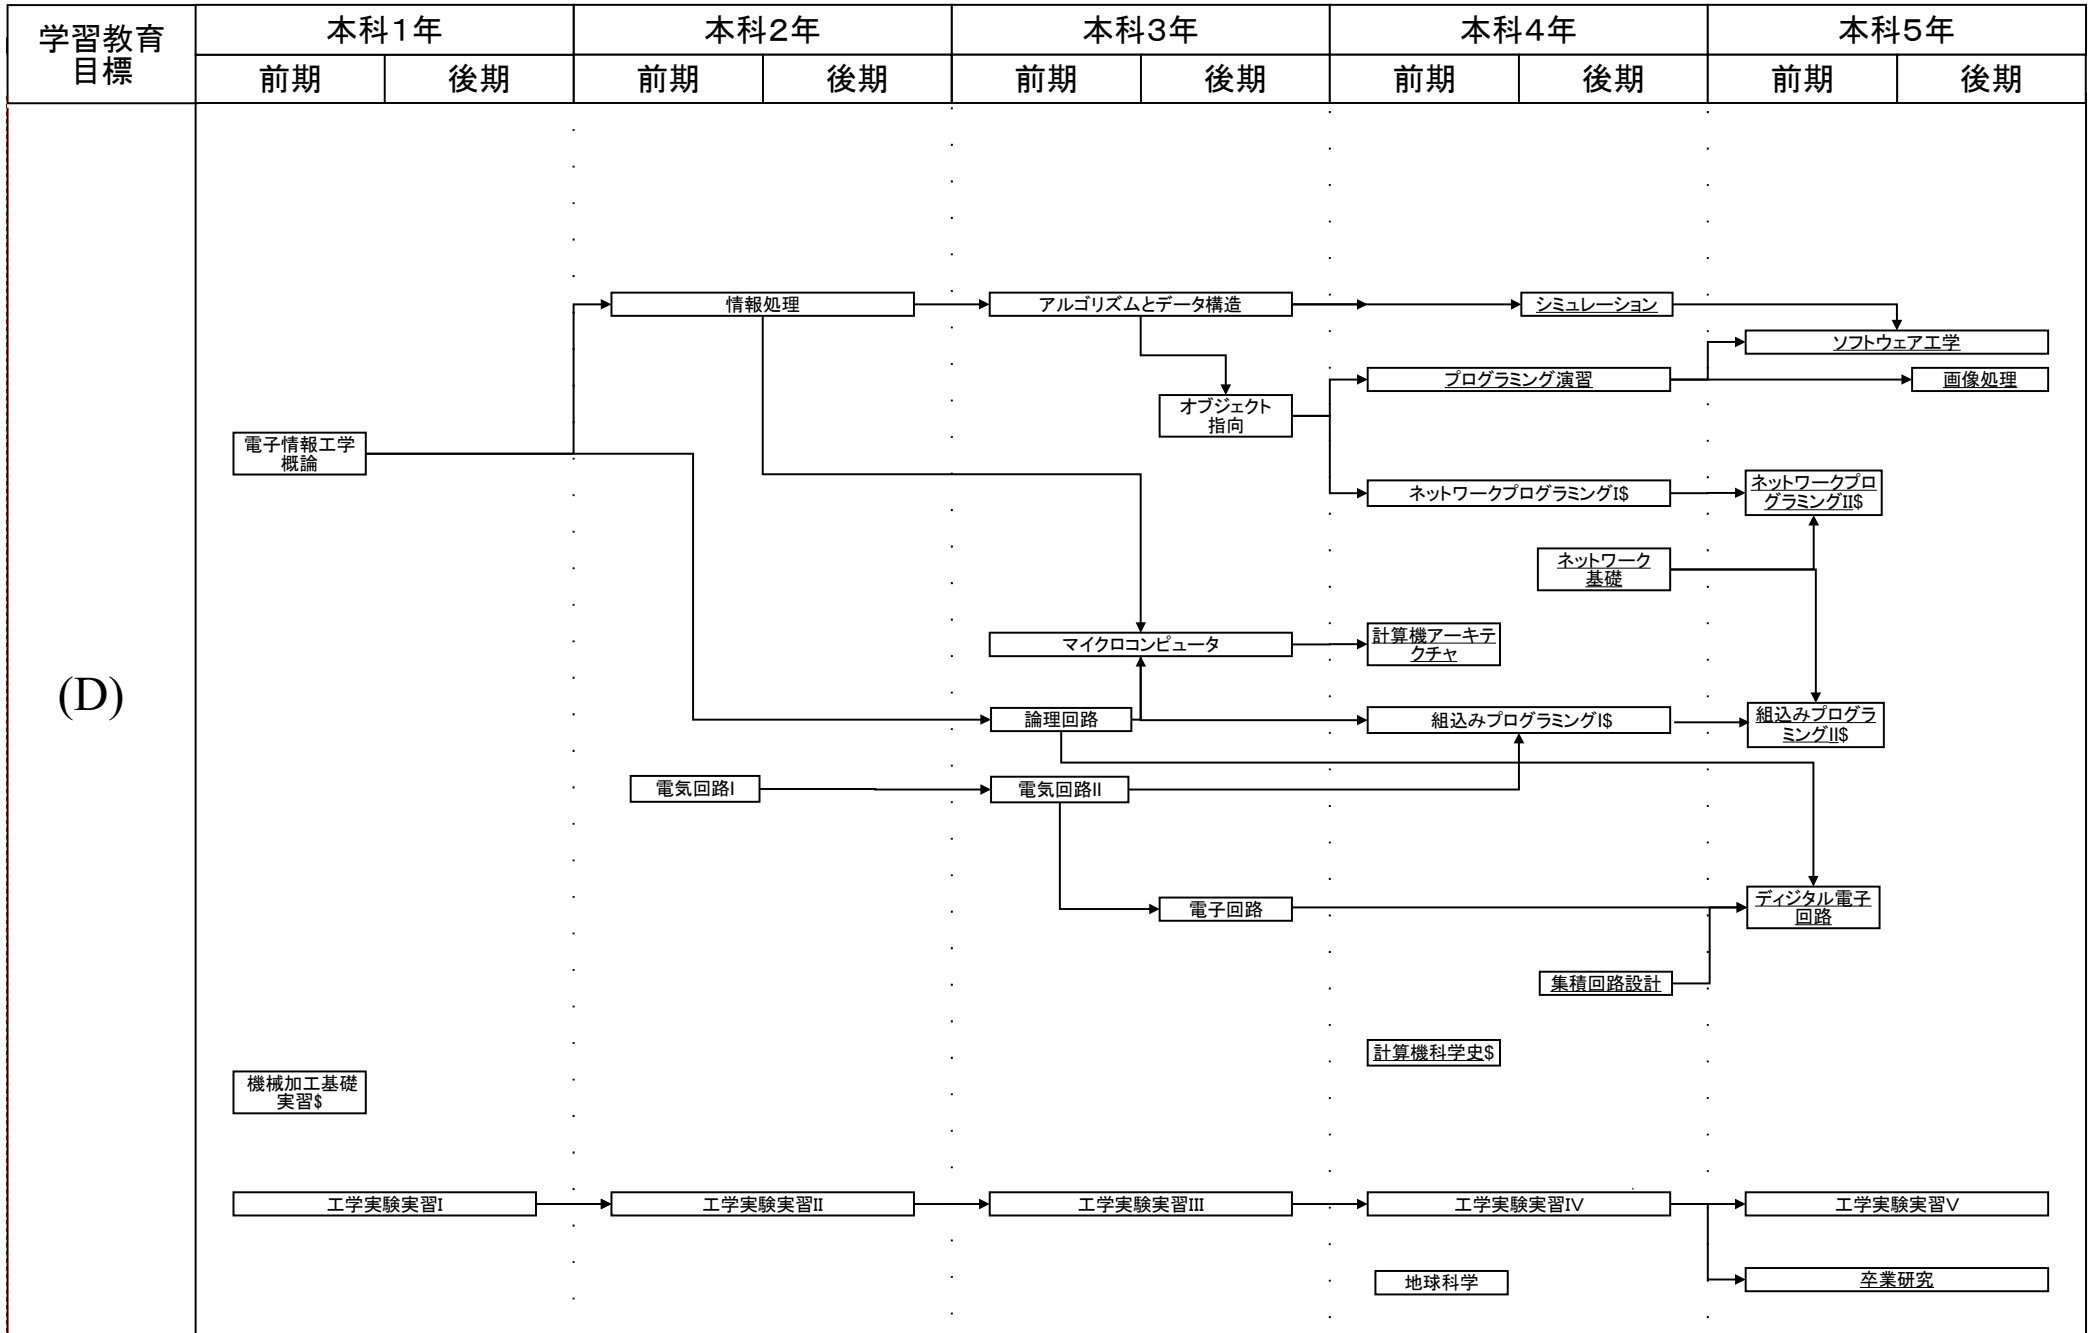 学習教育
目標
本科1年
本科2年
本科3年
本科4年
本科5年
前期
後期
前期
後期
前期
後期
前期
後期
前期
後期
(D)
情報処理
アルゴリズムとデータ構造
シミュレーション
ソフトウェア工学
プログラミング演習
画像処理
オブジェクト
指向
電子情報工学
概論
ネットワークプログラミングI$
ネットワークプロ
グラミングII$
ネットワーク
基礎
マイクロコンピュータ
計算機アーキテ
クチャ
論理回路
組込みプログラミングI$
組込みプログラ
ミングII$
電気回路I
電気回路II
電子回路
ディジタル電子
回路
集積回路設計
計算機科学史$
機械加工基礎
実習$
工学実験実習I
工学実験実習II
工学実験実習III
工学実験実習IV
工学実験実習V
地球科学
卒業研究